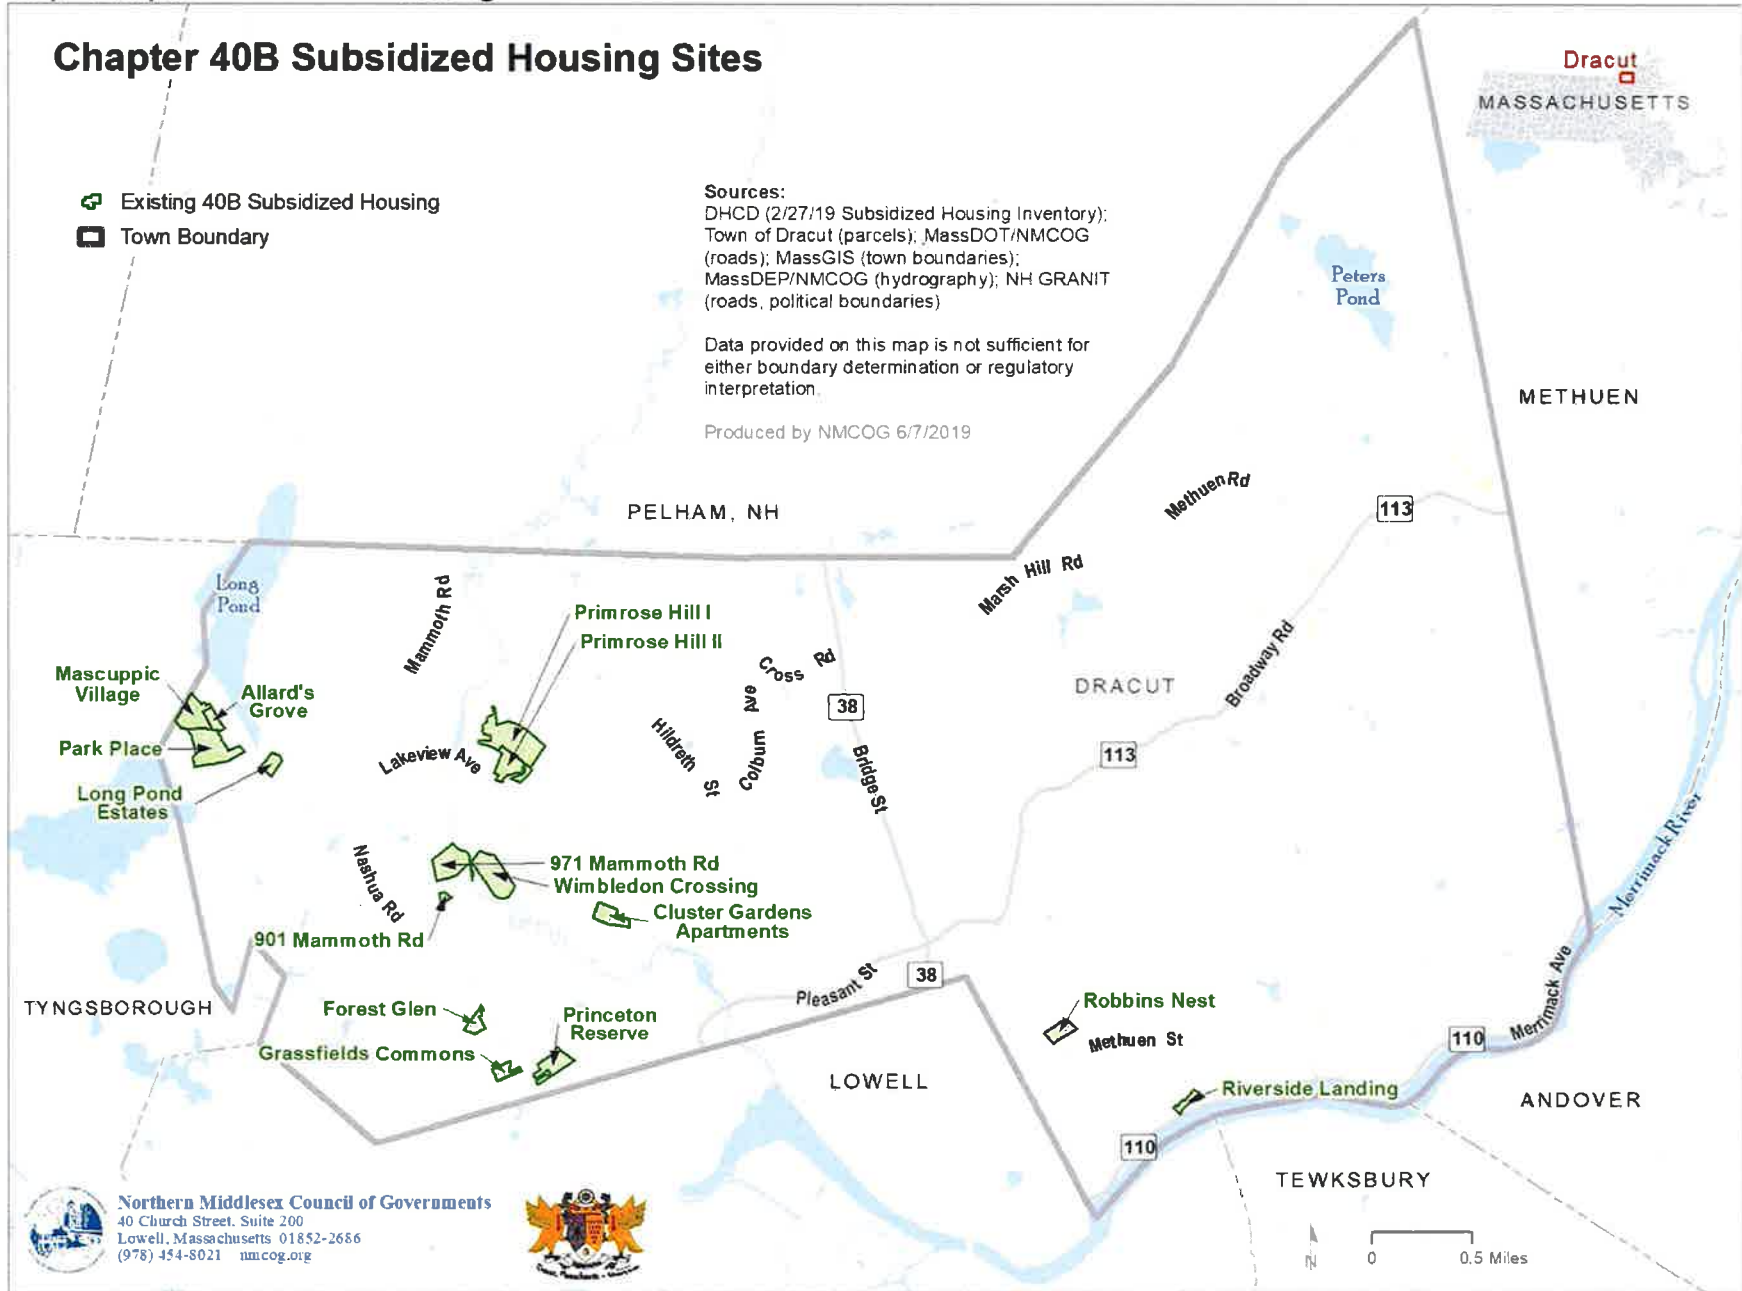 Chapter 40B Subsidized Housing Sites
Dracut
MASSACHUSETTS
Existing 40B Subsidized Housing
Town Boundary
Sources:
DHCD (2/27/19 Subsidized Housing Inventory);
Town of Dracut (parcels); MassDOT/NMCOG
(roads); MassGIS (town boundaries);
MassDEP/NMCOG (hydrography); NH GRANIT
(roads, political boundaries)
Data provided on this map is not sufficient for
either boundary determination or regulatory
interpretation.
Produced by NMCOG 6/7/2019
Peters
Pond
METHUEN
PELHAM, NH
Methuen Rd
113
Marsh Hill Rd
Long
Pond
Mammoth Rd
Primrose Hill I
Primrose Hill II
Cross Rd
Broadway Rd
Mascuppic
Village
Allard's
Grove
DRACUT
38
Park Place
Lakeview Ave
Hildreth St
Colburn Ave
Bridge St
113
Long Pond
Estates
Merrimack River
Nashua Rd
971 Mammoth Rd
Wimbledon Crossing
Cluster Gardens
Apartments
901 Mammoth Rd
Pleasant St
38
Merrimack Ave
TYNGSBOROUGH
Forest Glen
Princeton
Reserve
Robbins Nest
Methuen St
110
Grassfields Commons
LOWELL
Riverside Landing
ANDOVER
110
TEWKSBURY
Northern Middlesex Council of Governments
40 Church Street, Suite 200
Lowell, Massachusetts 01852-2686
(978) 454-8021 nmcog.org
N
0 0.5 Miles